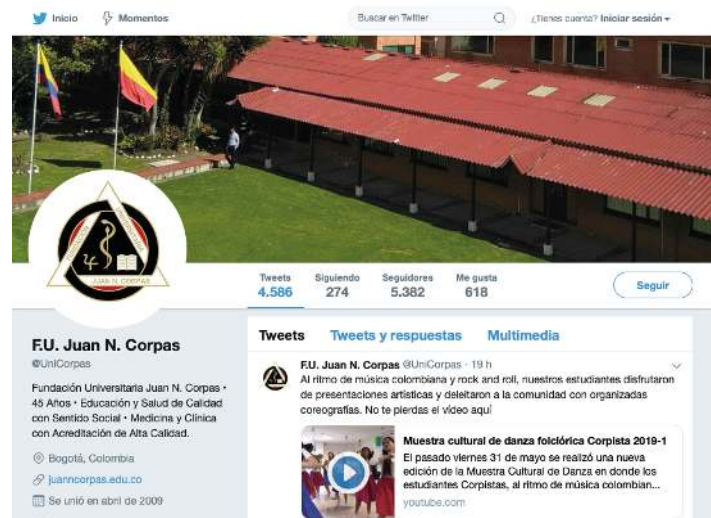 Inicio Momentos Buscar en Twitter ¿Tienes cuenta? Iniciar sesión
FUNDACIÓN UNIVERSITARIA
JUAN N. CORPAS
Tweets Siguiendo Seguidores Me gusta
4.586 274 5.382 618
Seguir
F.U. Juan N. Corpas
@UniCorpas
Fundación Universitaria Juan N. Corpas •
45 Años • Educación y Salud de Calidad
con Sentido Social • Medicina y Clínica
con Acreditación de Alta Calidad.
Bogotá, Colombia
juanncorpas.edu.co
Se unió en abril de 2009
Tweets Tweets y respuestas Multimedia
F.U. Juan N. Corpas @UniCorpas · 19 h
Al ritmo de música colombiana y rock and roll, nuestros estudiantes disfrutaron
de presentaciones artísticas y deleitaron a la comunidad con organizadas
coreografías. No te pierdas el vídeo aquí
Muestra cultural de danza folclórica Corpista 2019-1
El pasado viernes 31 de mayo se realizó una nueva
edición de la Muestra Cultural de Danza en donde los
estudiantes Corpistas, al ritmo de música colombian...
youtube.com